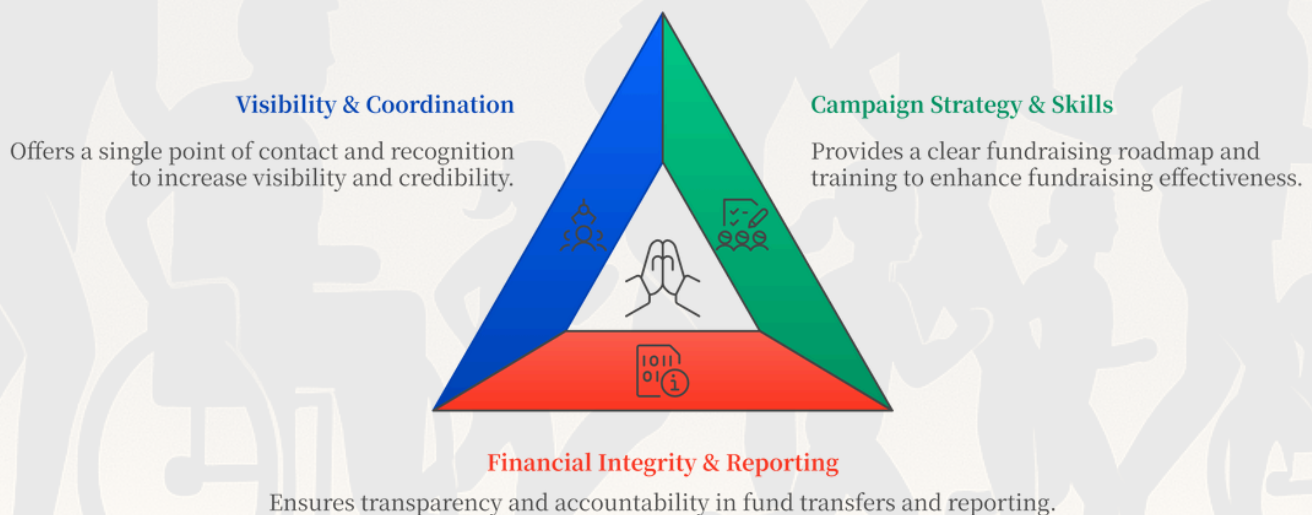 Visibility & Coordination
Offers a single point of contact and recognition
to increase visibility and credibility.
Campaign Strategy & Skills
Provides a clear fundraising roadmap and
training to enhance fundraising effectiveness.
1011
01
i
Financial Integrity & Reporting
Ensures transparency and accountability in fund transfers and reporting.